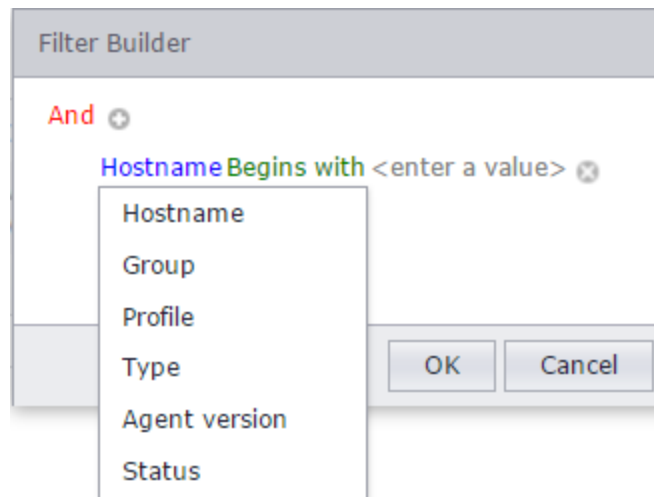 Filter Builder
And
Hostname Begins with <enter a value>
Hostname
Group
Profile
Type
OK Cancel
Agent version
Status